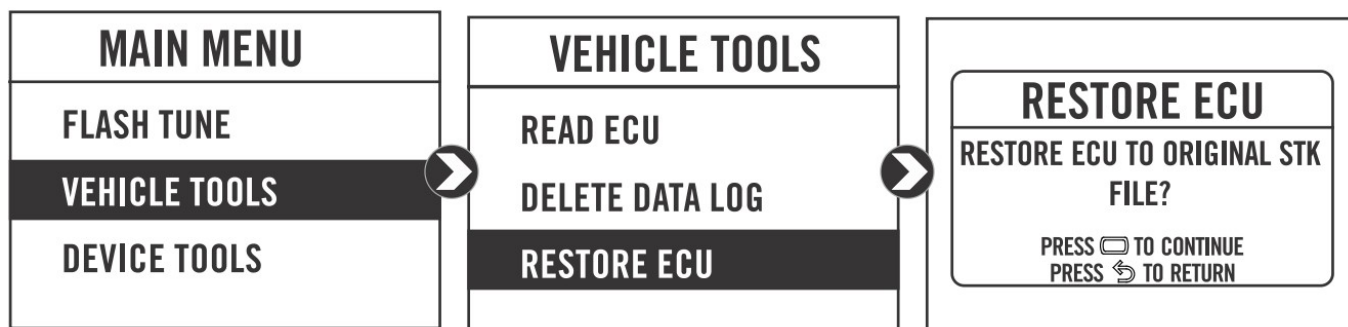 MAIN MENU
FLASH TUNE
VEHICLE TOOLS
DEVICE TOOLS
VEHICLE TOOLS
READ ECU
DELETE DATA LOG
RESTORE ECU
RESTORE ECU
RESTORE ECU TO ORIGINAL STK
FILE?
PRESS TO CONTINUE
PRESS TO RETURN